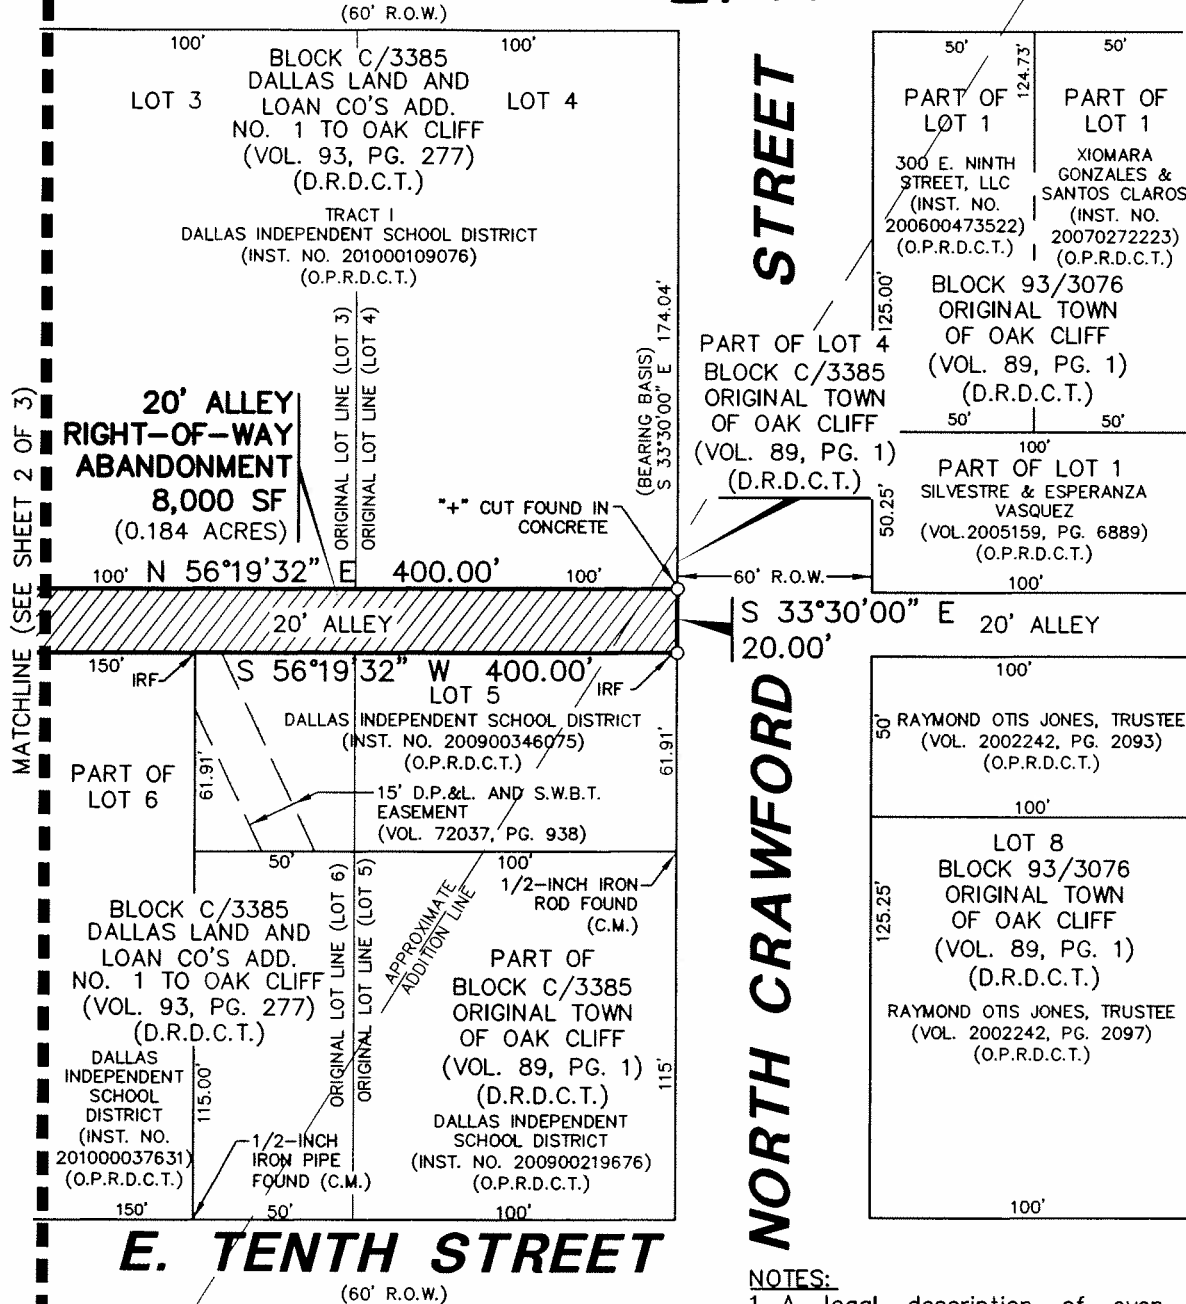 (60' R.O.W.)
100'
100'
BLOCK C/3385
DALLAS LAND AND
LOAN CO'S ADD.
NO. 1 TO OAK CLIFF
(VOL. 93, PG. 277)
(D.R.D.C.T.)
LOT 3
LOT 4
TRACT I
DALLAS INDEPENDENT SCHOOL DISTRICT
(INST. NO. 201000109076)
(O.P.R.D.C.T.)
ORIGINAL LOT LINE (LOT 3)
ORIGINAL LOT LINE (LOT 4)
(BEARING BASIS)
S 33°30'00" E 174.04'
20' ALLEY
RIGHT-OF-WAY
ABANDONMENT
8,000 SF
(0.184 ACRES)
"+" CUT FOUND IN
CONCRETE
MATCHLINE (SEE SHEET 2 OF 3)
100' N 56°19'32" E 400.00' 100'
20' ALLEY
150'
IRF
S 56°19'32" W 400.00'
IRF
LOT 5
DALLAS INDEPENDENT SCHOOL DISTRICT
(INST. NO. 200900346075)
(O.P.R.D.C.T.)
61.91'
61.91'
PART OF
LOT 6
15' D.P.&L. AND S.W.B.T.
EASEMENT
(VOL. 72037, PG. 938)
50'
100'
1/2-INCH IRON
ROD FOUND
(C.M.)
ORIGINAL LOT LINE (LOT 6)
ORIGINAL LOT LINE (LOT 5)
APPROXIMATE
ADDITION LINE
BLOCK C/3385
DALLAS LAND AND
LOAN CO'S ADD.
NO. 1 TO OAK CLIFF
(VOL. 93, PG. 277)
(D.R.D.C.T.)
DALLAS
INDEPENDENT
SCHOOL
DISTRICT
(INST. NO.
201000037631)
(O.P.R.D.C.T.)
115.00'
1/2-INCH
IRON PIPE
FOUND (C.M.)
PART OF
BLOCK C/3385
ORIGINAL TOWN
OF OAK CLIFF
(VOL. 89, PG. 1)
(D.R.D.C.T.)
DALLAS INDEPENDENT
SCHOOL DISTRICT
(INST. NO. 200900219676)
(O.P.R.D.C.T.)
115'
150'
50'
100'
E. TENTH STREET
(60' R.O.W.)
NORTH CRAWFORD STREET
PART OF LOT 4
BLOCK C/3385
ORIGINAL TOWN
OF OAK CLIFF
(VOL. 89, PG. 1)
(D.R.D.C.T.)
60' R.O.W.
S 33°30'00" E
20.00'
50'
50'
124.73'
PART OF
LOT 1
300 E. NINTH
STREET, LLC
(INST. NO.
200600473522)
(O.P.R.D.C.T.)
PART OF
LOT 1
XIOMARA
GONZALES &
SANTOS CLAROS
(INST. NO.
20070272223)
(O.P.R.D.C.T.)
125.00'
BLOCK 93/3076
ORIGINAL TOWN
OF OAK CLIFF
(VOL. 89, PG. 1)
(D.R.D.C.T.)
50'
50'
100'
PART OF LOT 1
SILVESTRE & ESPERANZA
VASQUEZ
(VOL.2005159, PG. 6889)
(O.P.R.D.C.T.)
50.25'
100'
20' ALLEY
100'
50'
RAYMOND OTIS JONES, TRUSTEE
(VOL. 2002242, PG. 2093)
(O.P.R.D.C.T.)
100'
LOT 8
BLOCK 93/3076
ORIGINAL TOWN
OF OAK CLIFF
(VOL. 89, PG. 1)
(D.R.D.C.T.)
RAYMOND OTIS JONES, TRUSTEE
(VOL. 2002242, PG. 2097)
(O.P.R.D.C.T.)
125.25'
100'
NOTES:
1. A legal description of even